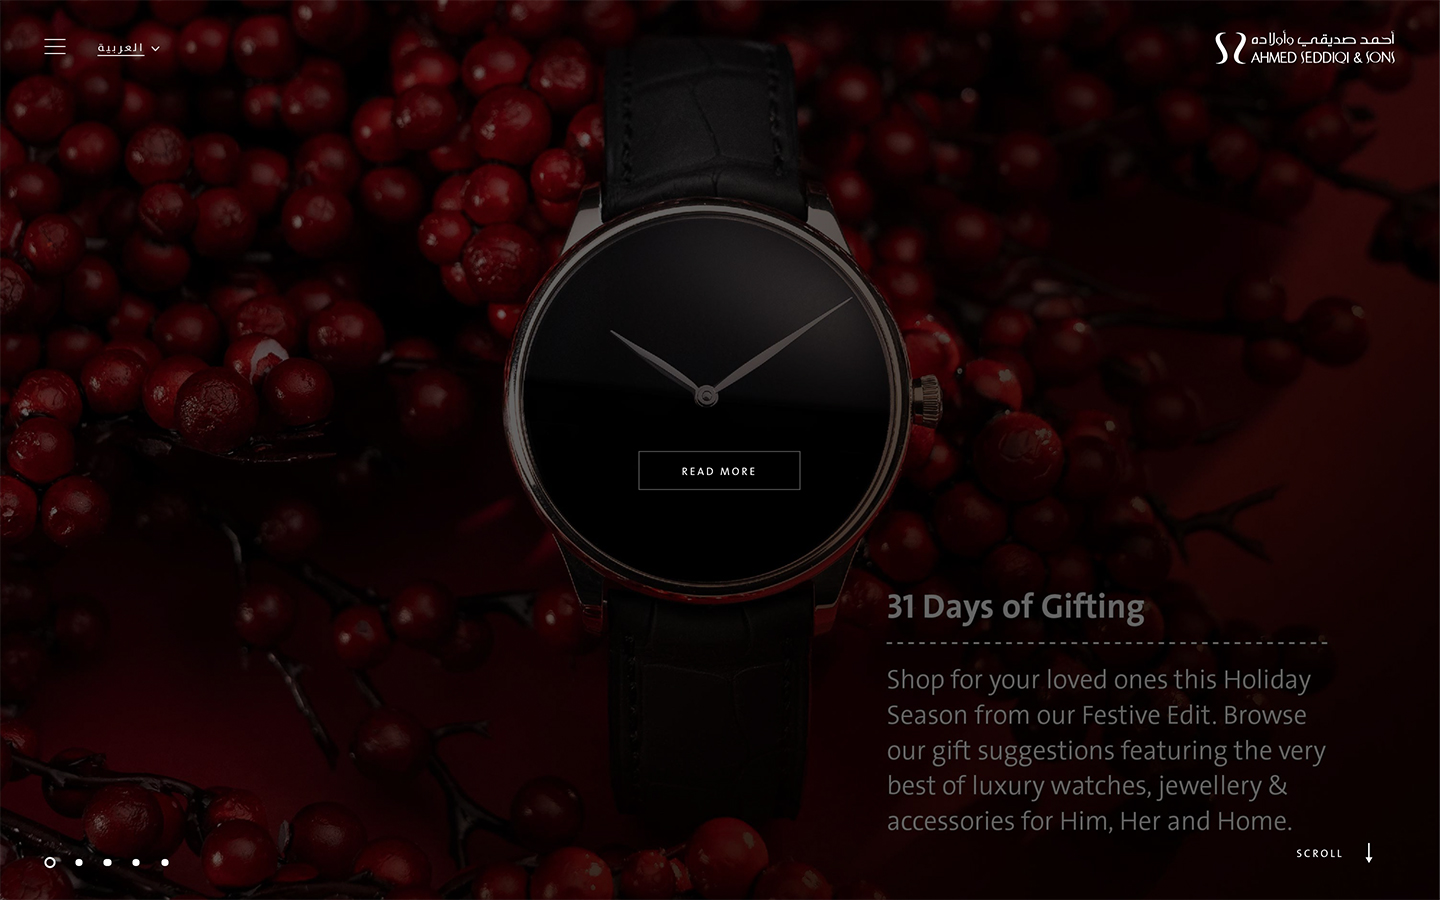 العربية
أحمد صديقي وأولاده
AHMED SEDDIQI & SONS
READ MORE
31 Days of Gifting
Shop for your loved ones this Holiday
Season from our Festive Edit. Browse
our gift suggestions featuring the very
best of luxury watches, jewellery &
accessories for Him, Her and Home.
SCROLL